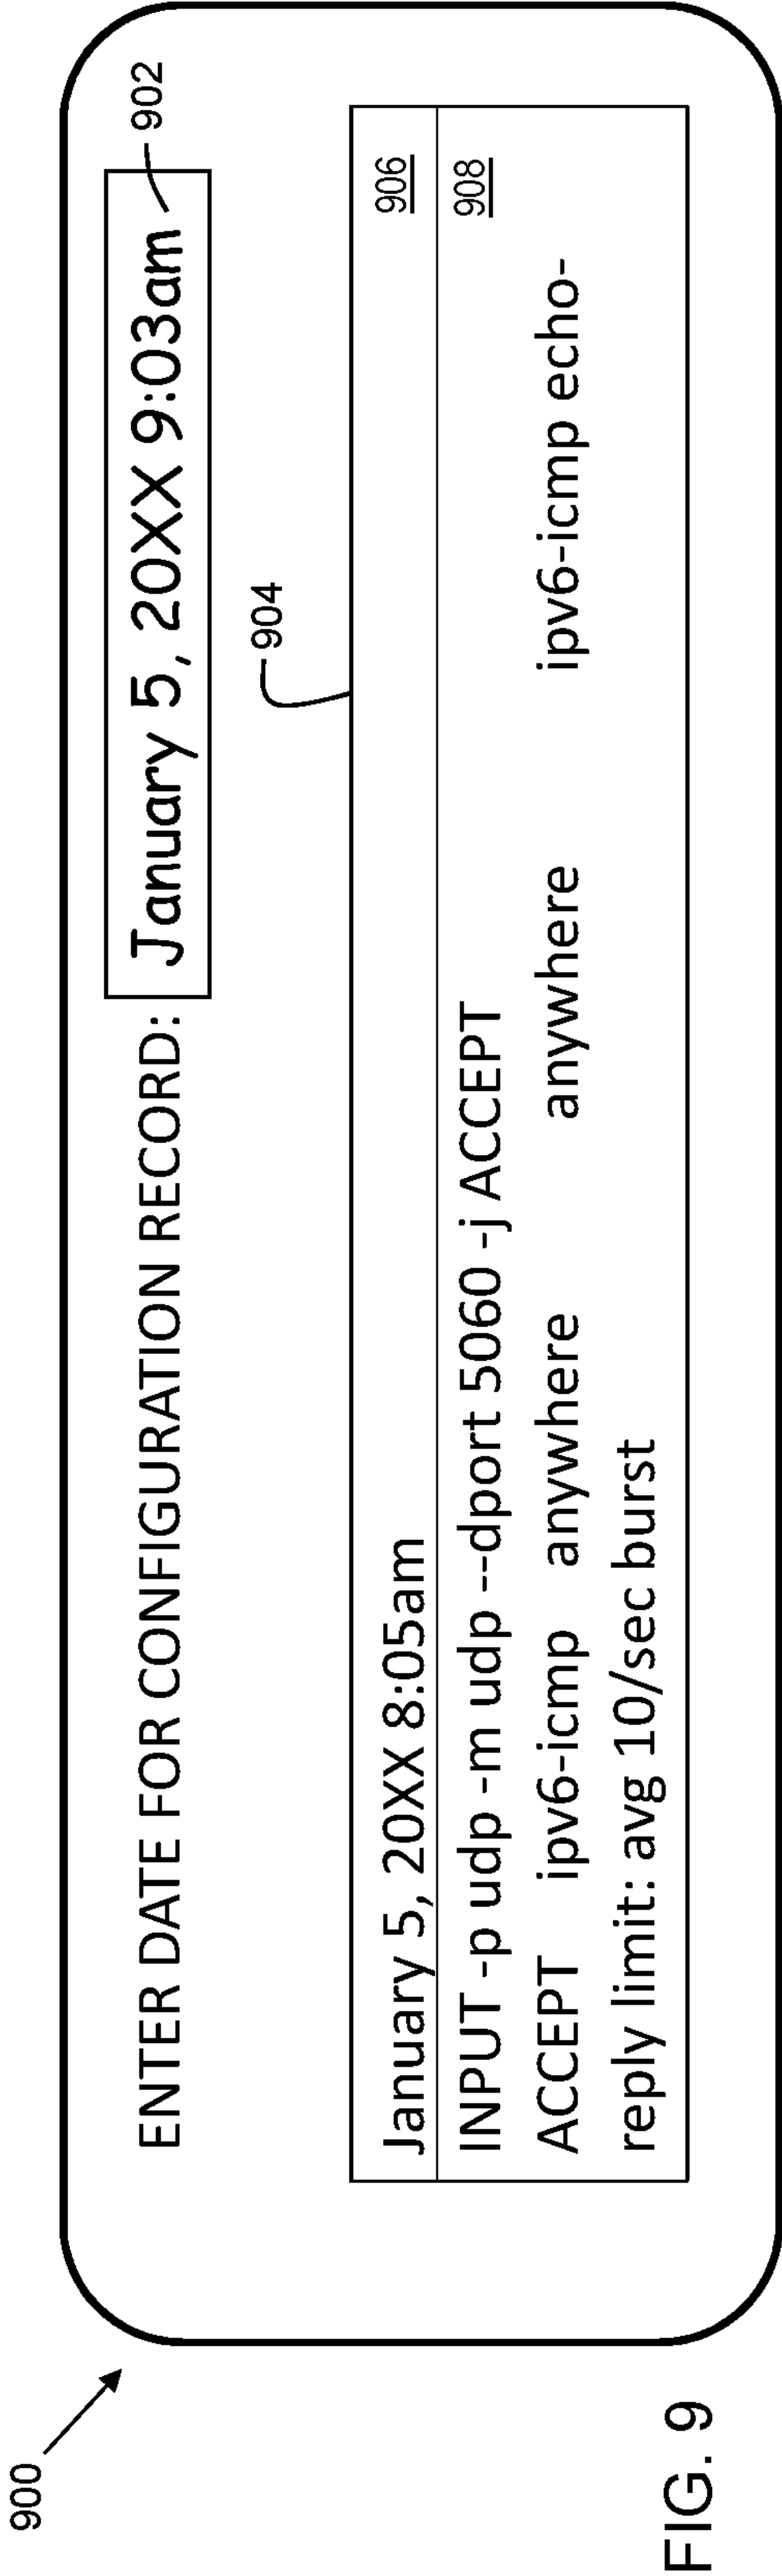 900
ENTER DATE FOR CONFIGURATION RECORD: January 5, 20XX 9:03am
902
904
January 5, 20XX 8:05am
906
INPUT -p udp -m udp --dport 5060 -j ACCEPT
908
ACCEPT ipv6-icmp anywhere anywhere ipv6-icmp echo-
reply limit: avg 10/sec burst
FIG. 9